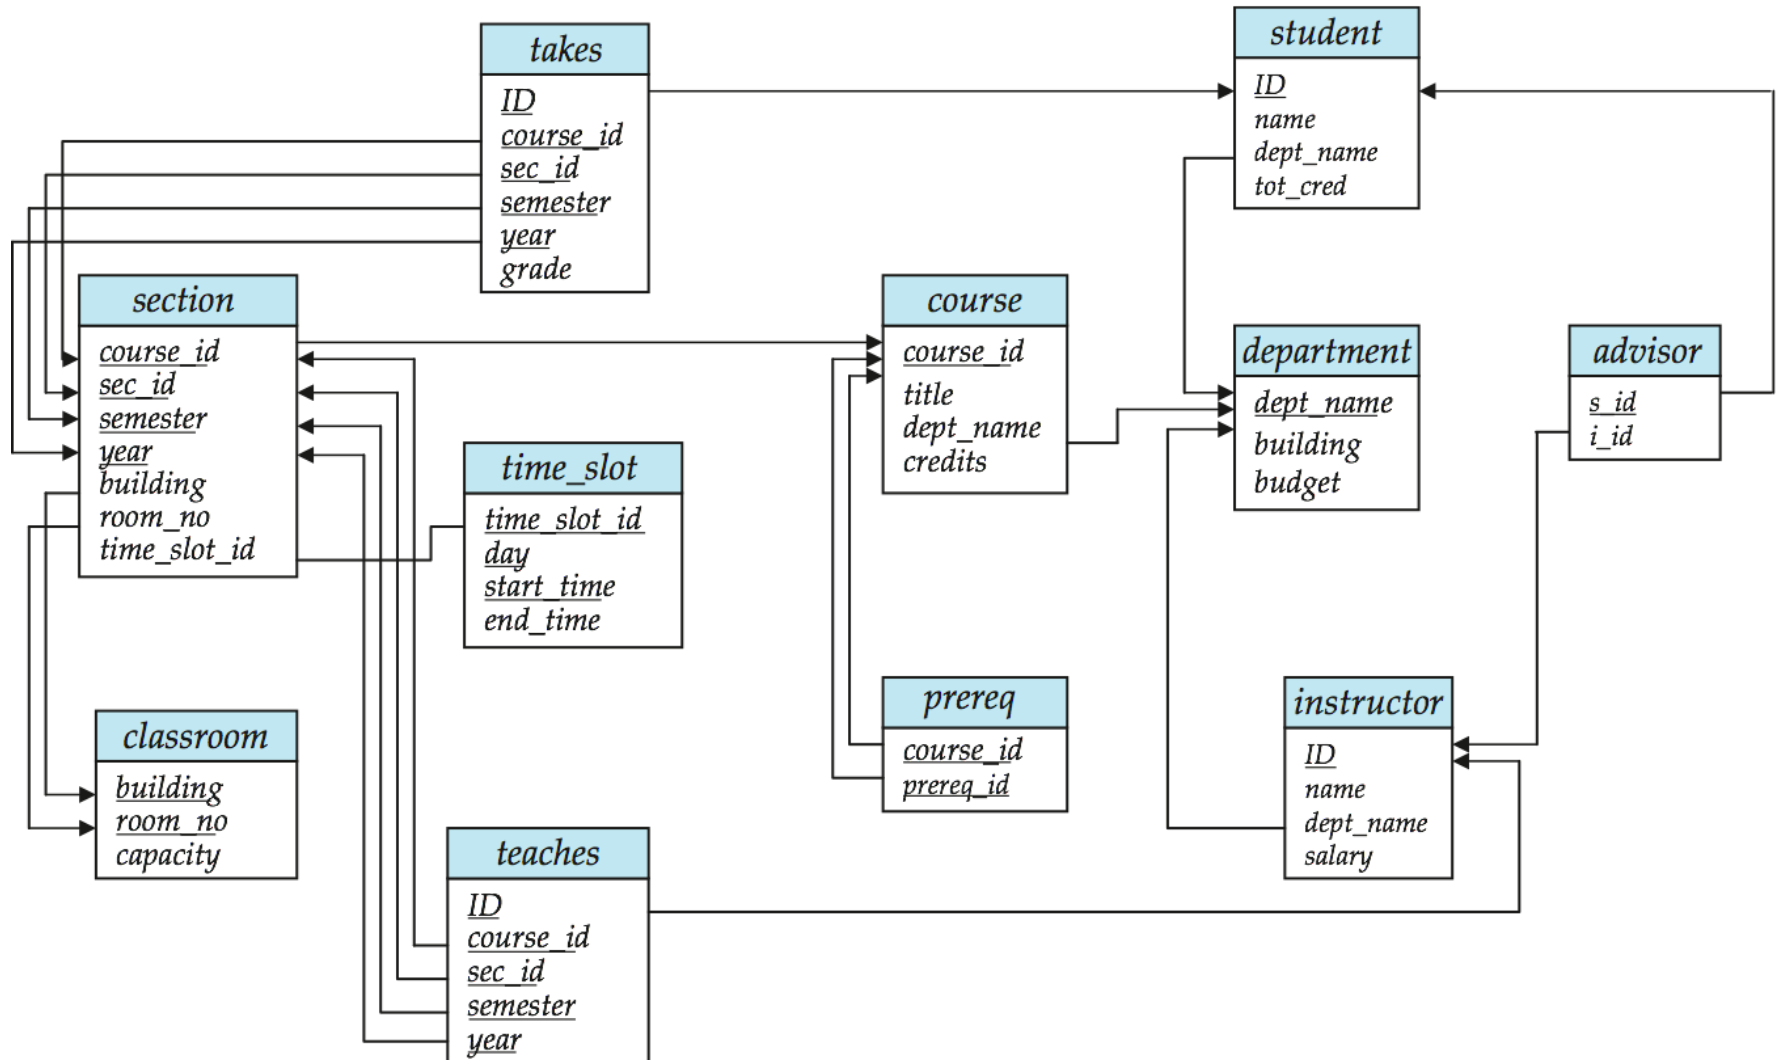 takes
ID
course_id
sec_id
semester
year
grade
student
ID
name
dept_name
tot_cred
section
course_id
sec_id
semester
year
building
room_no
time_slot_id
time_slot
time_slot_id
day
start_time
end_time
course
course_id
title
dept_name
credits
department
dept_name
building
budget
advisor
s_id
i_id
classroom
building
room_no
capacity
prereq
course_id
prereq_id
instructor
ID
name
dept_name
salary
teaches
ID
course_id
sec_id
semester
year